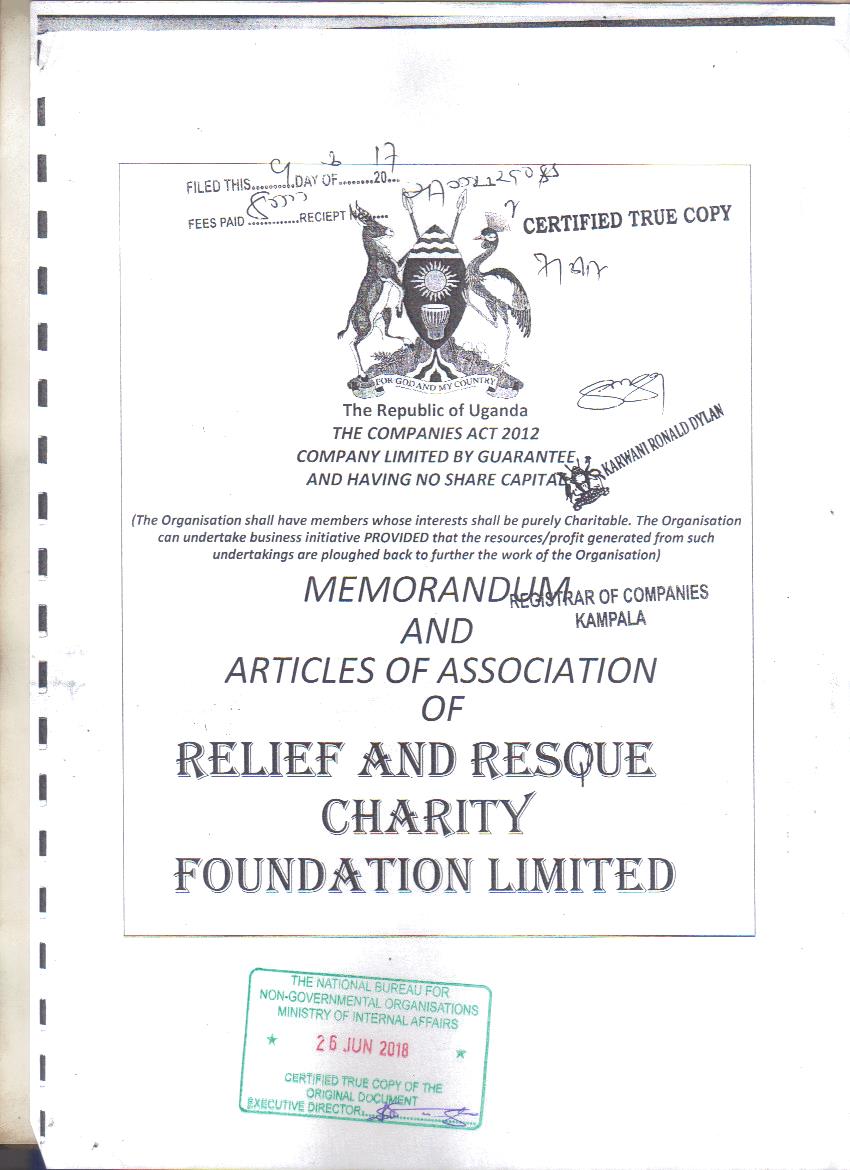 FILED THIS..........DAY OF........20...
9 17
FEES PAID .............RECIEPT No......
CERTIFIED TRUE COPY
FOR GOD AND MY COUNTRY
The Republic of Uganda
THE COMPANIES ACT 2012
COMPANY LIMITED BY GUARANTEE
AND HAVING NO SHARE CAPITAL
KARWANI RONALD DYLAN
(The Organisation shall have members whose interests shall be purely Charitable. The Organisation
can undertake business initiative PROVIDED that the resources/profit generated from such
undertakings are ploughed back to further the work of the Organisation)
MEMORANDUM
REGISTRAR OF COMPANIES
KAMPALA
AND
ARTICLES OF ASSOCIATION
OF
RELIEF AND RESQUE
CHARITY
FOUNDATION LIMITED
THE NATIONAL BUREAU FOR
NON-GOVERNMENTAL ORGANISATIONS
MINISTRY OF INTERNAL AFFAIRS
26 JUN 2018
CERTIFIED TRUE COPY OF THE
ORIGINAL DOCUMENT
EXECUTIVE DIRECTOR